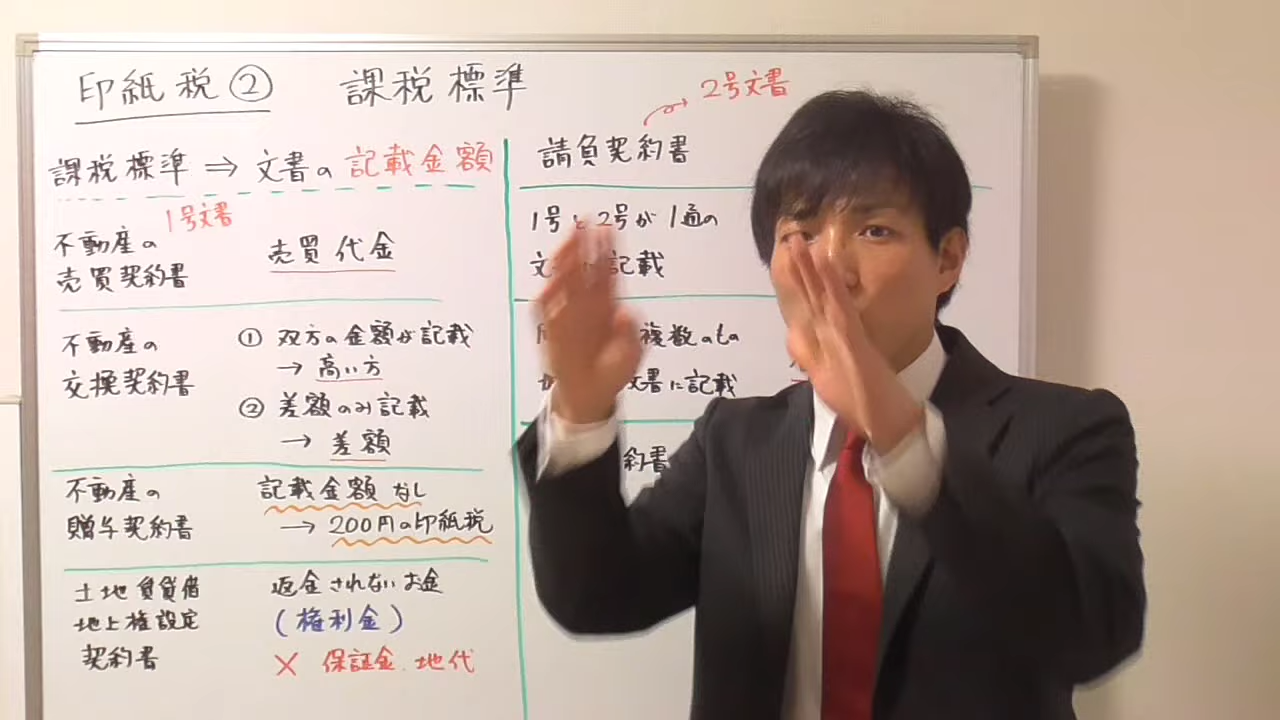 印紙税② 課税標準
課税標準 ⇒ 文書の記載金額
1号文書
不動産の
売買契約書
売買代金
不動産の
交換契約書
① 双方の金額が記載
→ 高い方
② 差額のみ記載
→ 差額
不動産の
贈与契約書
記載金額なし
→ 200円の印紙税
土地賃貸借
地上権設定
契約書
返金されないお金
(権利金)
× 保証金、地代
2号文書
請負契約書
1号と2号が1通の
文 記載
複数のもの
文書に記載
約書